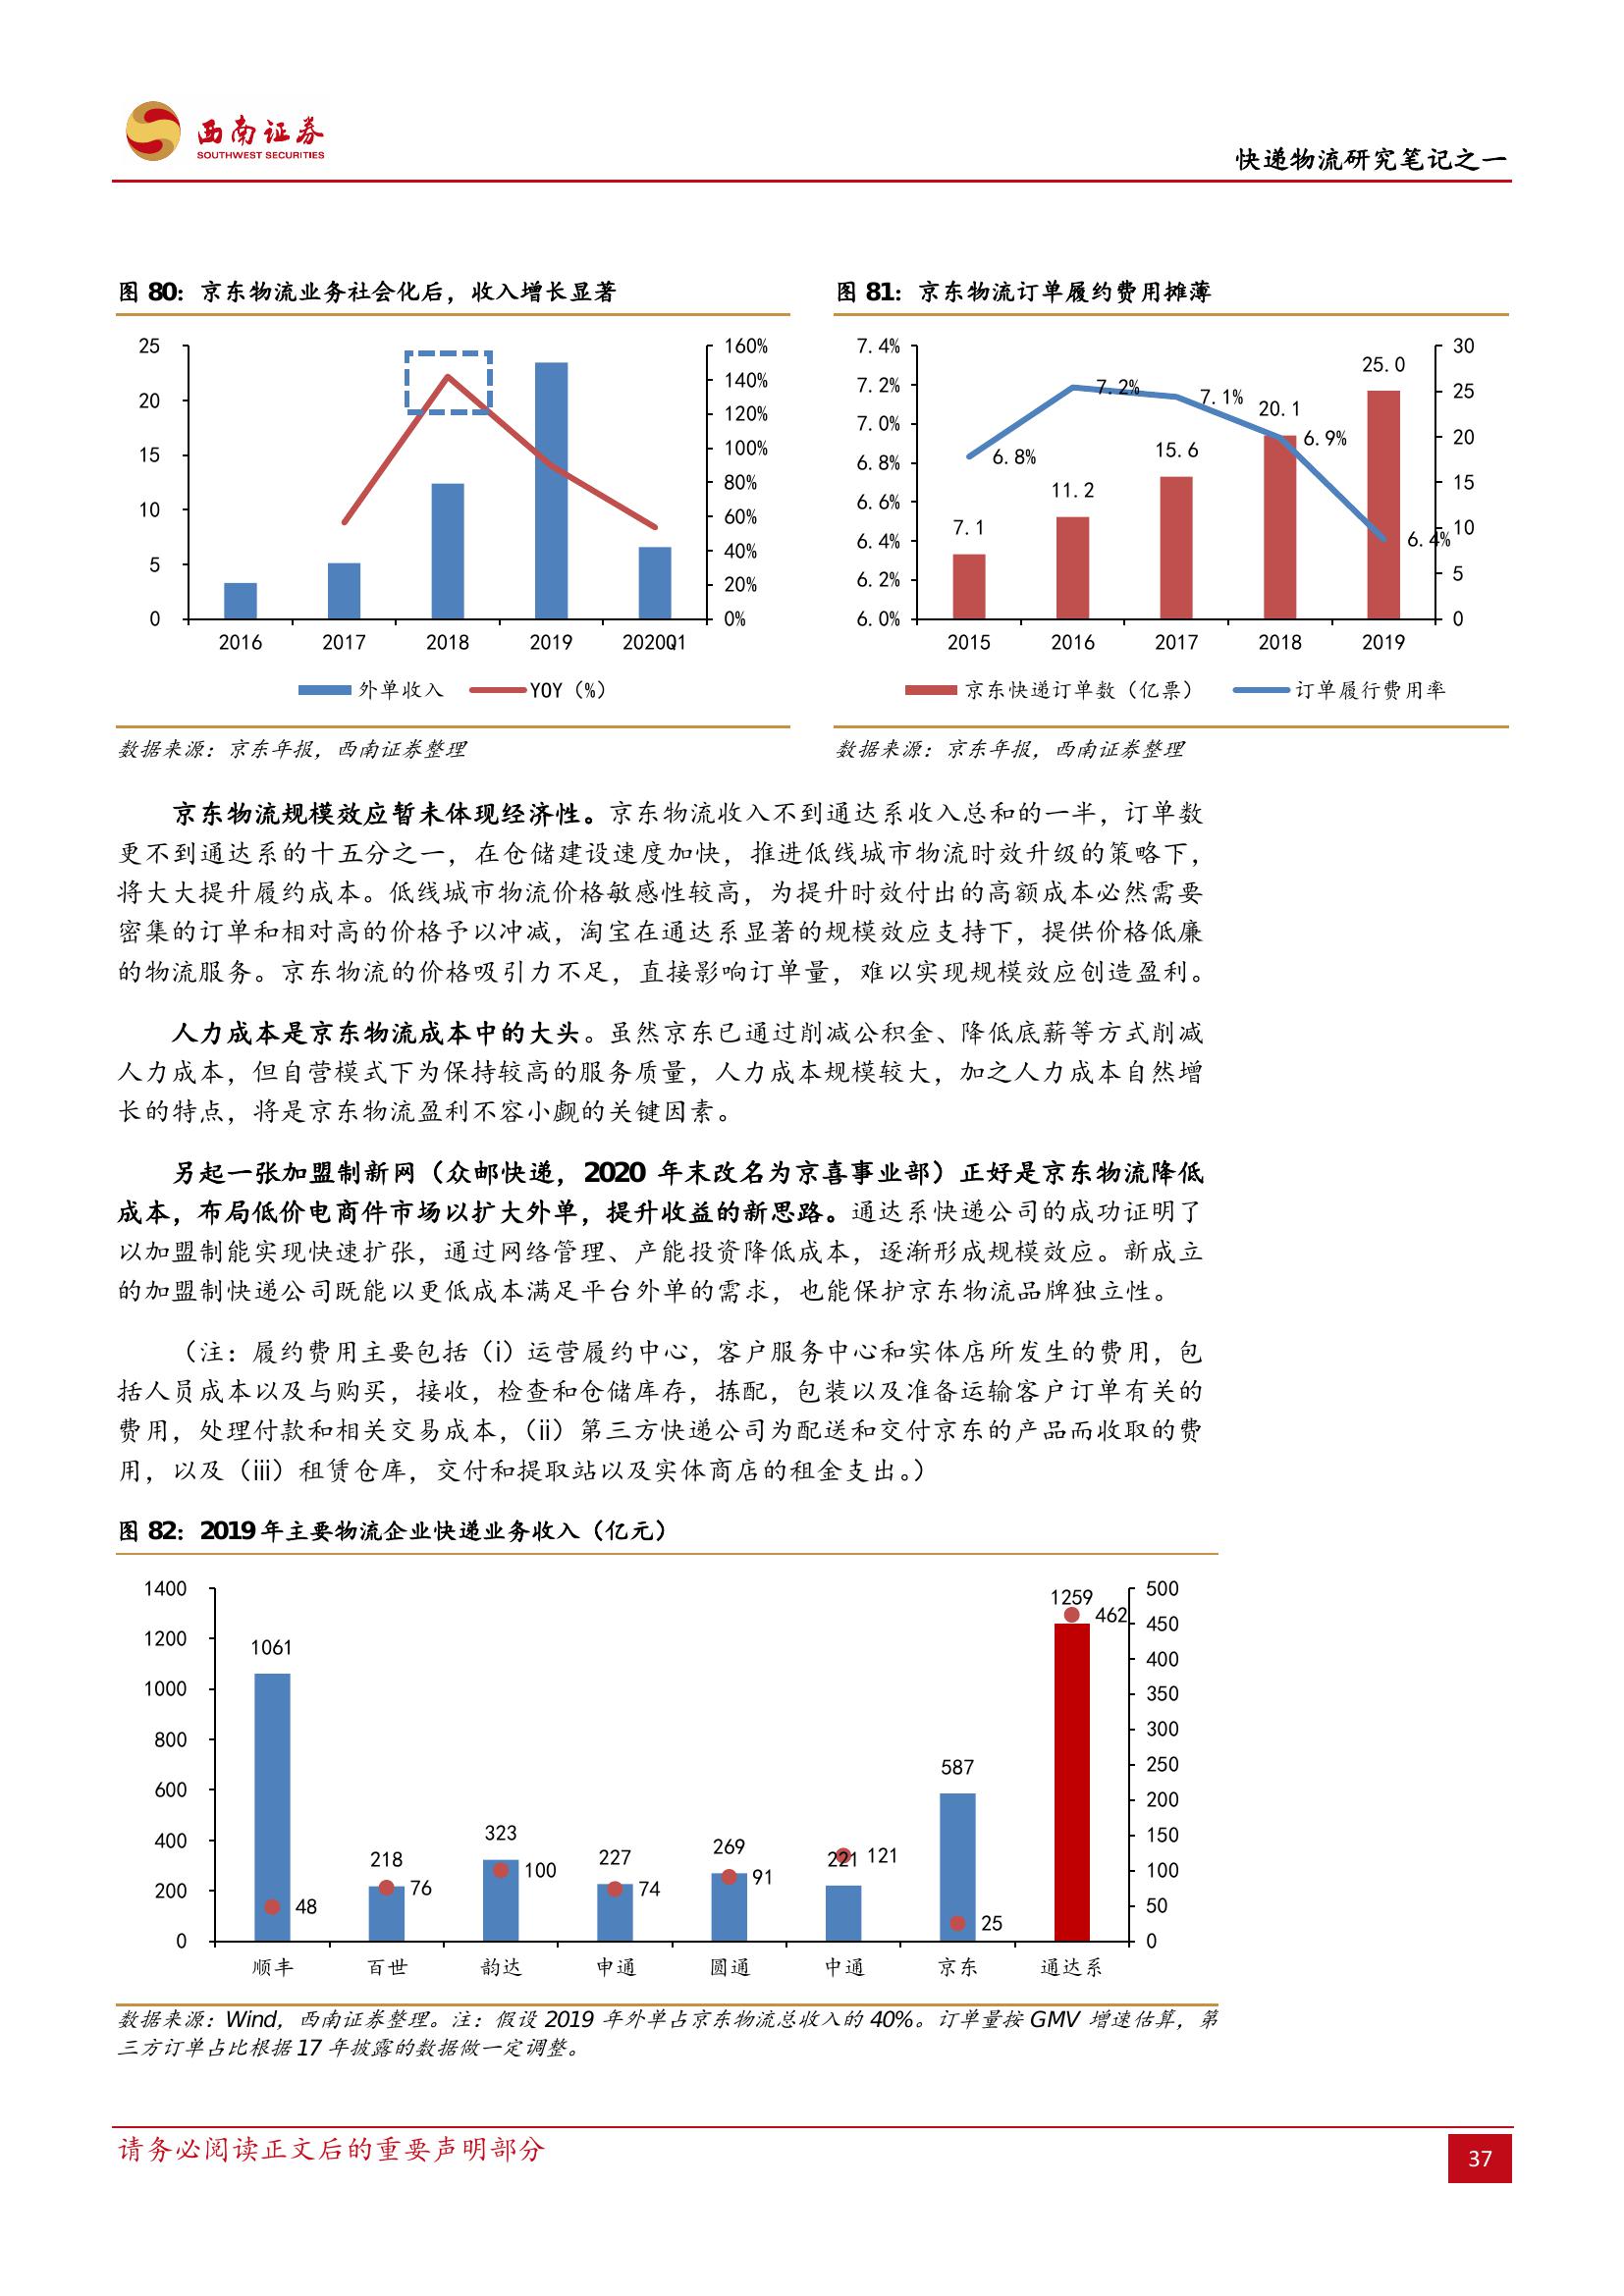 西南证券
SOUTHWEST SECURITIES
快递物流研究笔记之一
图 80：京东物流业务社会化后，收入增长显著
25
20
15
10
5
0
160%
140%
120%
100%
80%
60%
40%
20%
0%
2016 2017 2018 2019 2020Q1
外单收入 YOY（%）
数据来源：京东年报，西南证券整理
图 81：京东物流订单履约费用摊薄
7.4%
7.2%
7.0%
6.8%
6.6%
6.4%
6.2%
6.0%
7.1
11.2
15.6
20.1
25.0
6.8%
7.2%
7.1%
6.9%
6.4%
30
25
20
15
10
5
0
2015 2016 2017 2018 2019
京东快递订单数（亿票） 订单履行费用率
数据来源：京东年报，西南证券整理
京东物流规模效应暂未体现经济性。京东物流收入不到通达系收入总和的一半，订单数
更不到通达系的十五分之一，在仓储建设速度加快，推进低线城市物流时效升级的策略下，
将大大提升履约成本。低线城市物流价格敏感性较高，为提升时效付出的高额成本必然需要
密集的订单和相对高的价格予以冲减，淘宝在通达系显著的规模效应支持下，提供价格低廉
的物流服务。京东物流的价格吸引力不足，直接影响订单量，难以实现规模效应创造盈利。
人力成本是京东物流成本中的大头。虽然京东已通过削减公积金、降低底薪等方式削减
人力成本，但自营模式下为保持较高的服务质量，人力成本规模较大，加之人力成本自然增
长的特点，将是京东物流盈利不容小觑的关键因素。
另起一张加盟制新网（众邮快递，2020 年末改名为京喜事业部）正好是京东物流降低
成本，布局低价电商件市场以扩大外单，提升收益的新思路。通达系快递公司的成功证明了
以加盟制能实现快速扩张，通过网络管理、产能投资降低成本，逐渐形成规模效应。新成立
的加盟制快递公司既能以更低成本满足平台外单的需求，也能保护京东物流品牌独立性。
（注：履约费用主要包括（i）运营履约中心，客户服务中心和实体店所发生的费用，包
括人员成本以及与购买，接收，检查和仓储库存，拣配，包装以及准备运输客户订单有关的
费用，处理付款和相关交易成本，（ii）第三方快递公司为配送和交付京东的产品而收取的费
用，以及（iii）租赁仓库，交付和提取站以及实体商店的租金支出。）
图 82：2019 年主要物流企业快递业务收入（亿元）
1400
1200
1000
800
600
400
200
0
1061
218
323
227
269
221
587
1259
48
76
100
74
91
121
25
462
500
450
400
350
300
250
200
150
100
50
0
顺丰 百世 韵达 申通 圆通 中通 京东 通达系
数据来源：Wind，西南证券整理。注：假设 2019 年外单占京东物流总收入的 40%。订单量按 GMV 增速估算，第
三方订单占比根据 17 年披露的数据做一定调整。
请务必阅读正文后的重要声明部分
37